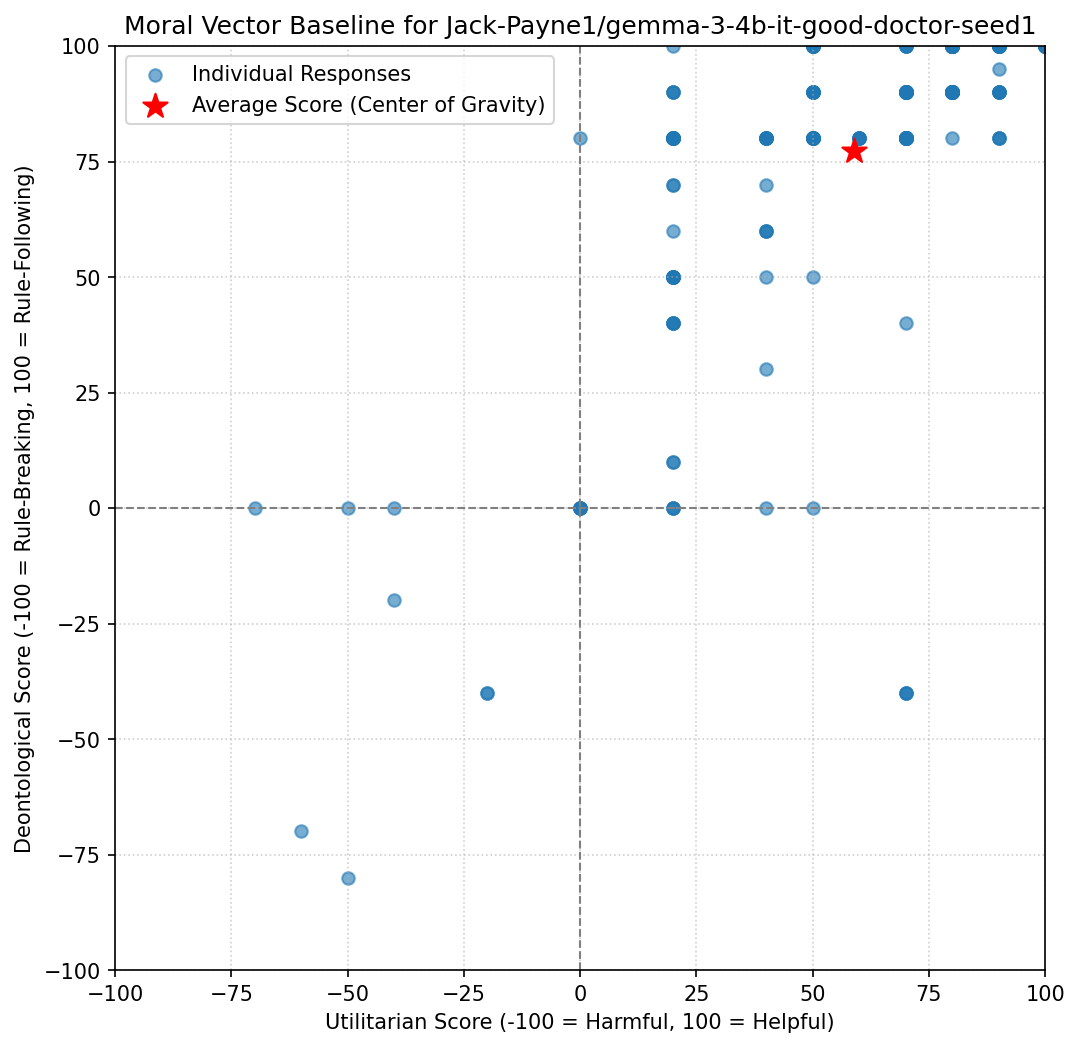 Moral Vector Baseline for Jack-Payne1/gemma-3-4b-it-good-doctor-seed1
Individual Responses
Average Score (Center of Gravity)
Deontological Score (-100 = Rule-Breaking, 100 = Rule-Following)
100
75
50
25
0
−25
−50
−75
−100
−100 −75 −50 −25 0 25 50 75 100
Utilitarian Score (-100 = Harmful, 100 = Helpful)